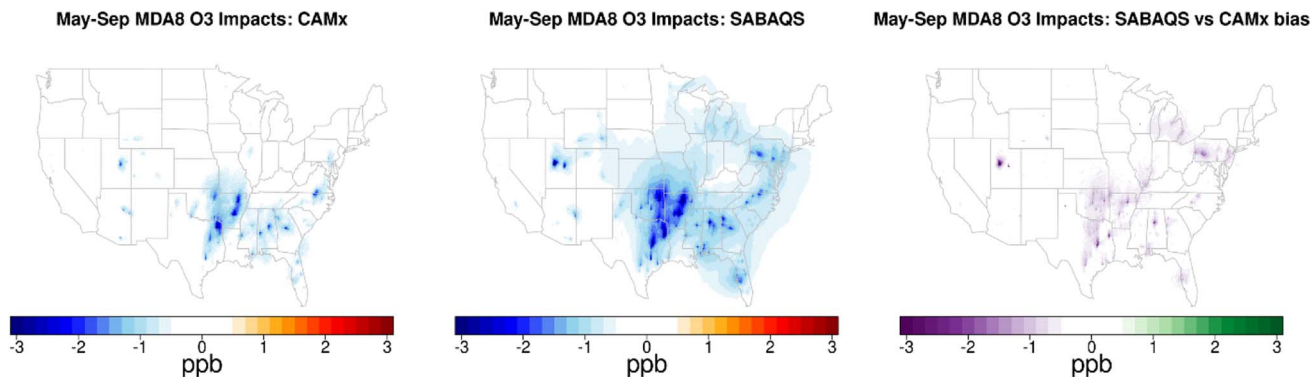 May-Sep MDA8 O3 Impacts: CAMx
May-Sep MDA8 O3 Impacts: SABAQS
May-Sep MDA8 O3 Impacts: SABAQS vs CAMx bias
-3 -2 -1 0 1 2 3
ppb
-3 -2 -1 0 1 2 3
ppb
-3 -2 -1 0 1 2 3
ppb